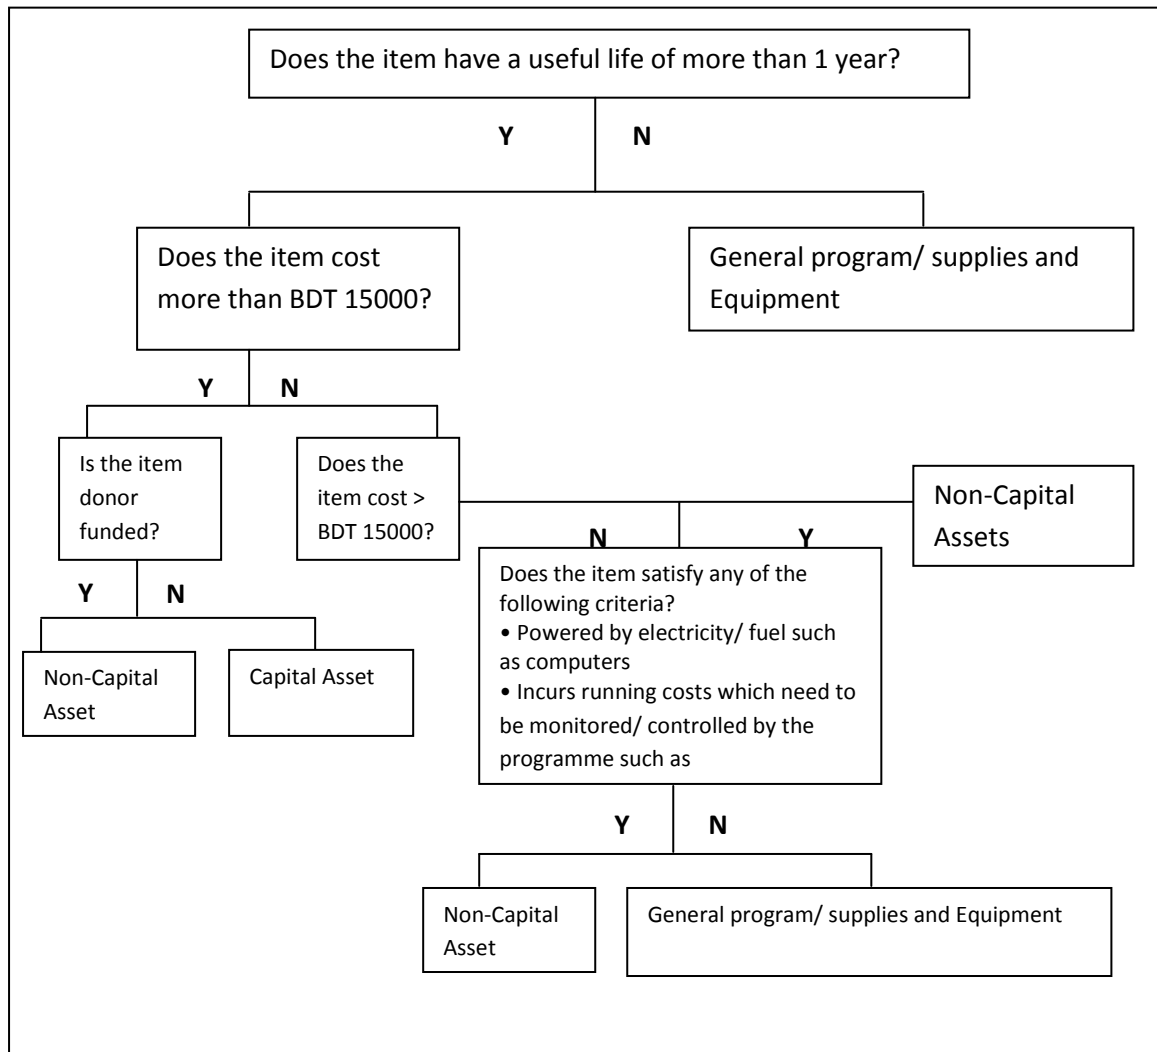 Does the item have a useful life of more than 1 year?
Y
N
Does the item cost
more than BDT 15000?
General program/ supplies and
Equipment
Y
N
Is the item
donor
funded?
Does the
item cost >
BDT 15000?
Non-Capital
Assets
N
Y
Does the item satisfy any of the
following criteria?
• Powered by electricity/ fuel such
as computers
• Incurs running costs which need to
be monitored/ controlled by the
programme such as
Y
N
Non-Capital
Asset
Capital Asset
Y
N
Non-Capital
Asset
General program/ supplies and Equipment